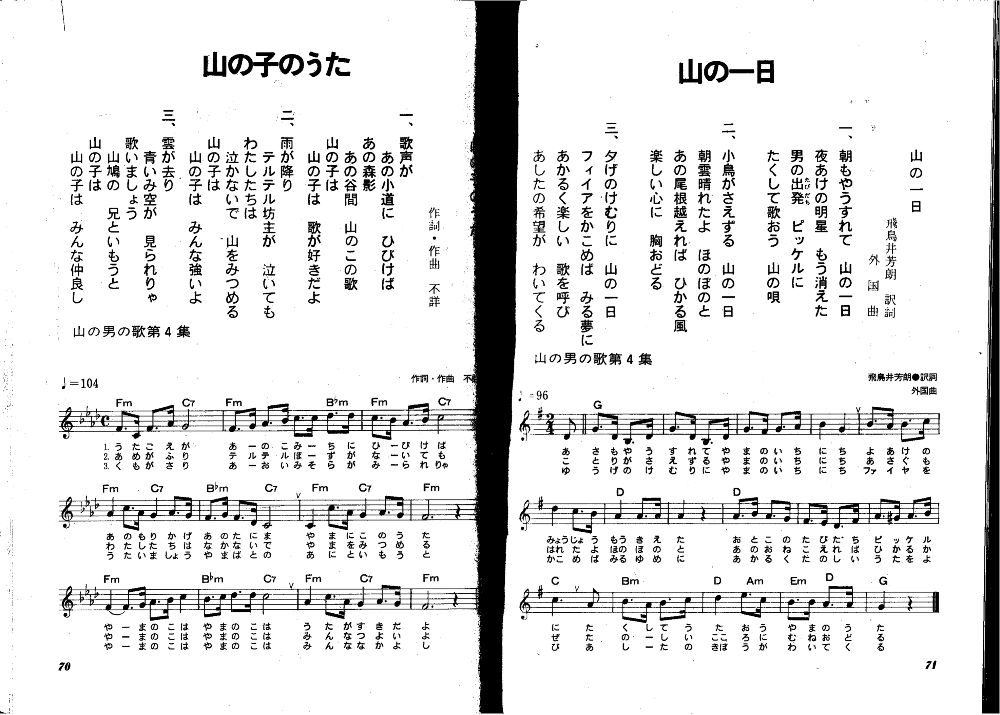 山の子のうた
作詞・作曲 不詳
一、歌声が
あの小道に ひびけば
あの森影
あの谷間 山のこの歌
山の子は
山の子は 歌が好きだよ
二、雨が降り
テルテル坊主が 泣いても
わたしたちは
泣かないで 山をみつめる
山の子は
山の子は みんな強いよ
三、雲が去り
青いみ空が 見られりゃ
歌いましょう
山鳩の 兄といもうと
山の子は
山の子は みんな仲良し
山の男の歌第4集
♩=104
作詞・作曲 不
Fm C7 Fm B♭m Fm C7
1. う た ご え が あ ー の こ み ー ち に ひ ー び け ば
2. あ め が ふ り テ ー ル テ ル ぼ ー ず が な ー い て も
3. く も が さ り あ ー お い み そ ら が み ー ら れ りゃ
Fm C7 B♭m C7 ∨ Fm C7 Fm
あ の も り か げ あ の た に ま や ま の こ の う た
わ た し た ち は な か な い で や ま を み つ め る
う た い ま しょ う や ま ば と の あ に と い も う と
Fm B♭m C7 ∨ Fm C7 Fm
や ー ま の こ は や ま の こ は う た が す き だ よ
や ー ま の こ は や ま の こ は み ん な つ よ い よ
や ー ま の こ は や ま の こ は み ん な な か よ し
70
山の一日
山の一日
飛鳥井芳朗 訳詞
外国曲
一、朝もやうすれて 山の一日
夜あけの明星 もう消えた
男の出発 ピッケルに
たびだち
たくして歌おう 山の唄
二、小鳥がさえずる 山の一日
朝雲晴れたよ ほのぼのと
あの尾根越えれば ひかる風
楽しい心に 胸おどる
三、夕げのけむりに 山の一日
フィイアをかこめば みる夢に
あかるく楽しい 歌を呼び
あしたの希望が わいてくる
山の男の歌第4集
♩=96
飛鳥井芳朗●訳詞
外国曲
G ∨
あ さ も や う す れ て や ま の い ち に ち よ あ け の
こ と り が さ え ず る や ま の い ち に ち あ さ ぐ も
ゆ う げ の け む り に や ま の い ち に ち ファ イ ヤ を
D D
みょう じょ う もう き え た お と こ の た び だ ち ピ ッ ケ ル
は れ た よ ほの ぼ の と あ の お ね こ え れ ば ひ か る か
か こ め ば みる ゆ め に あ か る く た の し い う た を よ
C ∨ Bm D Am Em D G
に た く し て う た お う や ま の う た
ぜ た の ー し い こ こ ろ に む ね お ど る
び あ し ー た の き ぼ う が わ い て く る
71